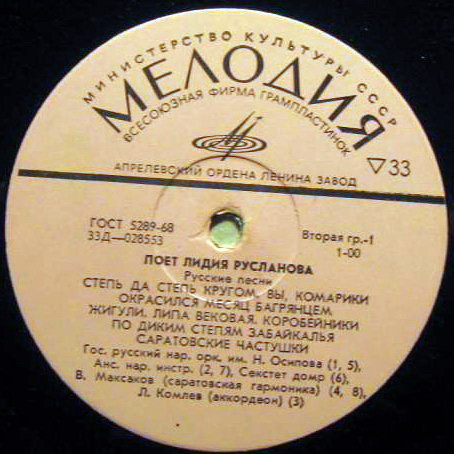 МИНИСТЕРСТВО КУЛЬТУРЫ СССР
МЕЛОДИЯ
ВСЕСОЮЗНАЯ ФИРМА ГРАМПЛАСТИНОК
АПРЕЛЕВСКИЙ ОРДЕНА ЛЕНИНА ЗАВОД
▽33
ГОСТ 5289-68
33Д—028553
Вторая гр.-1
1-00
ПОЕТ ЛИДИЯ РУСЛАНОВА
Русские песни
СТЕПЬ ДА СТЕПЬ КРУГОМ. ВЫ, КОМАРИКИ
ОКРАСИЛСЯ МЕСЯЦ БАГРЯНЦЕМ
ЖИГУЛИ. ЛИПА ВЕКОВАЯ. КОРОБЕЙНИКИ
ПО ДИКИМ СТЕПЯМ ЗАБАЙКАЛЬЯ
САРАТОВСКИЕ ЧАСТУШКИ
Гос. русский нар. орк. им. Н. Осипова (1, 5),
Анс. нар. инстр. (2, 7), Секстет домр (6),
В. Максаков (саратовская гармоника) (4, 8),
Л. Комлев (аккордеон) (3)